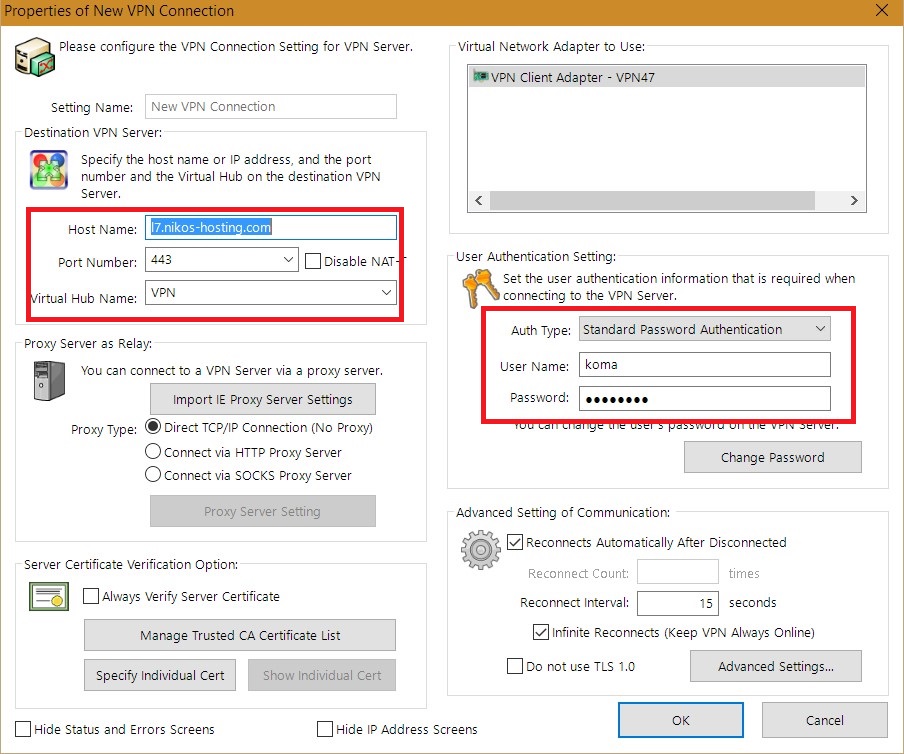 Properties of New VPN Connection
Please configure the VPN Connection Setting for VPN Server.
Setting Name: New VPN Connection
Destination VPN Server:
Specify the host name or IP address, and the port
number and the Virtual Hub on the destination VPN
Server.
Host Name: l7.nikos-hosting.com
Port Number: 443 Disable NAT-T
Virtual Hub Name: VPN
Proxy Server as Relay:
You can connect to a VPN Server via a proxy server.
Import IE Proxy Server Settings
Proxy Type: Direct TCP/IP Connection (No Proxy)
Connect via HTTP Proxy Server
Connect via SOCKS Proxy Server
Proxy Server Setting
Server Certificate Verification Option:
Always Verify Server Certificate
Manage Trusted CA Certificate List
Specify Individual Cert Show Individual Cert
Hide Status and Errors Screens Hide IP Address Screens
Virtual Network Adapter to Use:
VPN Client Adapter - VPN47
User Authentication Setting:
Set the user authentication information that is required when
connecting to the VPN Server.
Auth Type: Standard Password Authentication
User Name: koma
Password: ●●●●●●●●
You can change the user's password on the VPN Server.
Change Password
Advanced Setting of Communication:
Reconnects Automatically After Disconnected
Reconnect Count: times
Reconnect Interval: 15 seconds
Infinite Reconnects (Keep VPN Always Online)
Do not use TLS 1.0 Advanced Settings...
OK Cancel